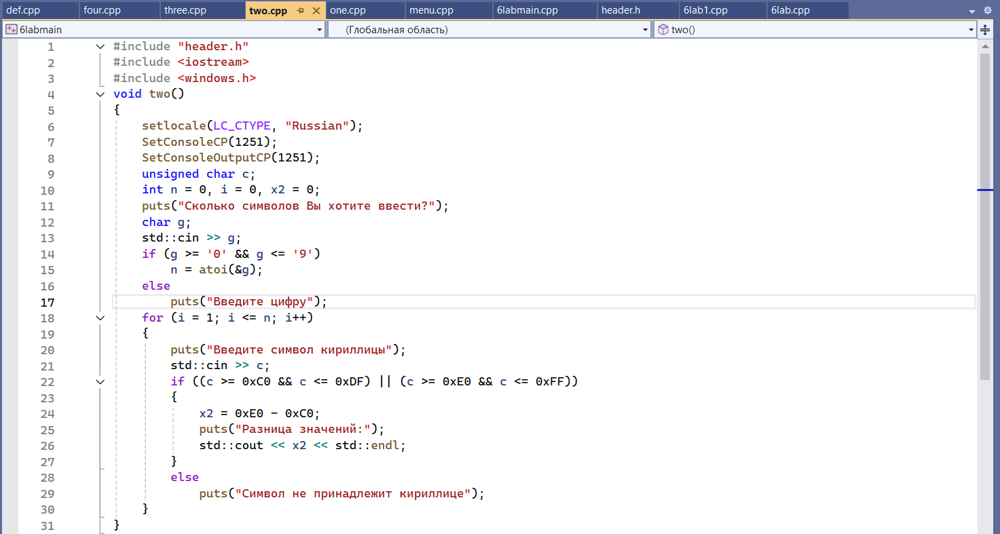 def.cpp four.cpp three.cpp two.cpp one.cpp menu.cpp 6labmain.cpp header.h 6lab1.cpp 6lab.cpp
6labmain (Глобальная область) two()
1 #include "header.h"
2 #include <iostream>
3 #include <windows.h>
4 void two()
5 {
6 setlocale(LC_CTYPE, "Russian");
7 SetConsoleCP(1251);
8 SetConsoleOutputCP(1251);
9 unsigned char c;
10 int n = 0, i = 0, x2 = 0;
11 puts("Сколько символов Вы хотите ввести?");
12 char g;
13 std::cin >> g;
14 if (g >= '0' && g <= '9')
15 n = atoi(&g);
16 else
17 puts("Введите цифру");
18 for (i = 1; i <= n; i++)
19 {
20 puts("Введите символ кириллицы");
21 std::cin >> c;
22 if ((c >= 0xC0 && c <= 0xDF) || (c >= 0xE0 && c <= 0xFF))
23 {
24 x2 = 0xE0 - 0xC0;
25 puts("Разница значений:");
26 std::cout << x2 << std::endl;
27 }
28 else
29 puts("Символ не принадлежит кириллице");
30 }
31 }